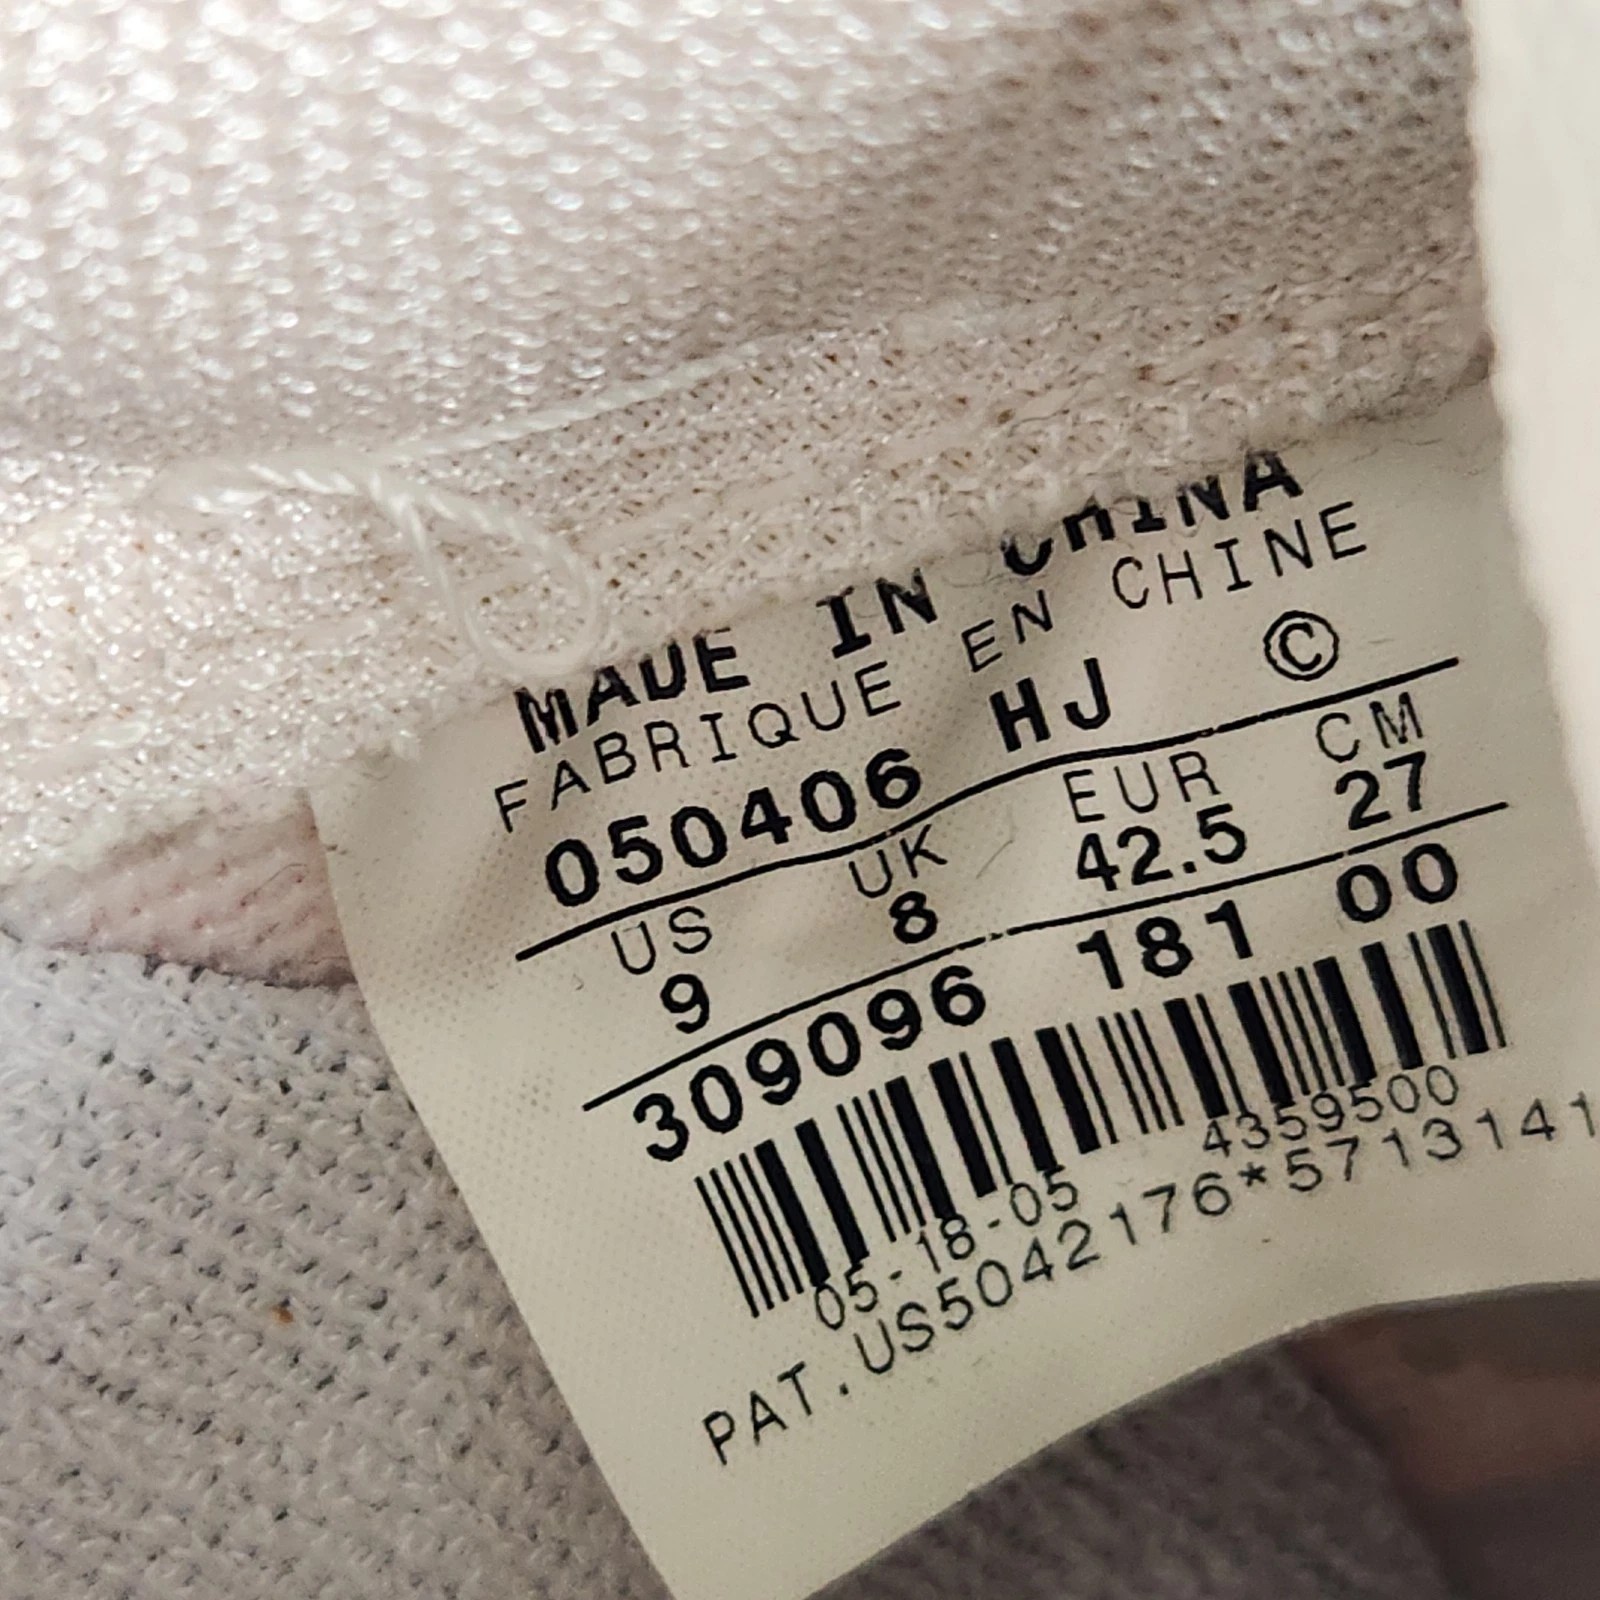 MADE IN CHINA
FABRIQUE EN CHINE
050406 HJ ©
US UK EUR CM
9 8 42.5 27
309096 181 00
05-18-05 4359500
PAT.US5042176*5713141